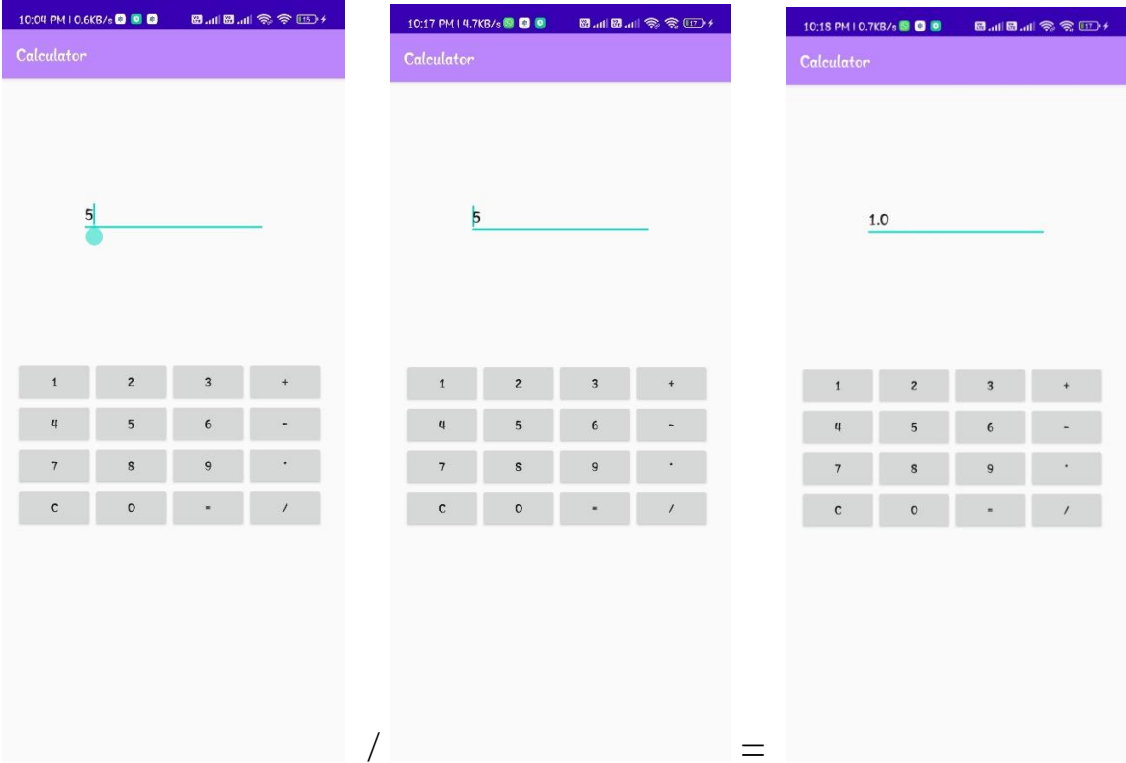 10:04 PM | 0.6KB/s
Calculator
5
1 2 3 +
4 5 6 -
7 8 9 *
C 0 = /
/
10:17 PM | 4.7KB/s
17
Calculator
5
1 2 3 +
4 5 6 -
7 8 9 *
C 0 = /
=
10:18 PM | 0.7KB/s
17
Calculator
1.0
1 2 3 +
4 5 6 -
7 8 9 *
C 0 = /